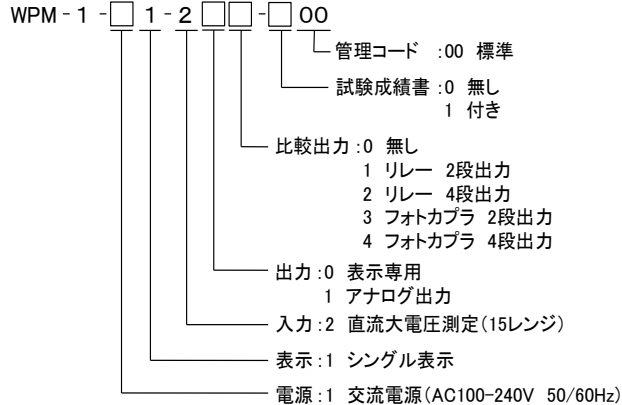 WPM-1-□1-2□□-□00
管理コード :00 標準
試験成績書:0 無し
1 付き
比較出力:0 無し
1 リレー 2段出力
2 リレー 4段出力
3 フォトカプラ 2段出力
4 フォトカプラ 4段出力
出力:0 表示専用
1 アナログ出力
入力:2 直流大電圧測定(15レンジ)
表示:1 シングル表示
電源:1 交流電源(AC100-240V 50/60Hz)